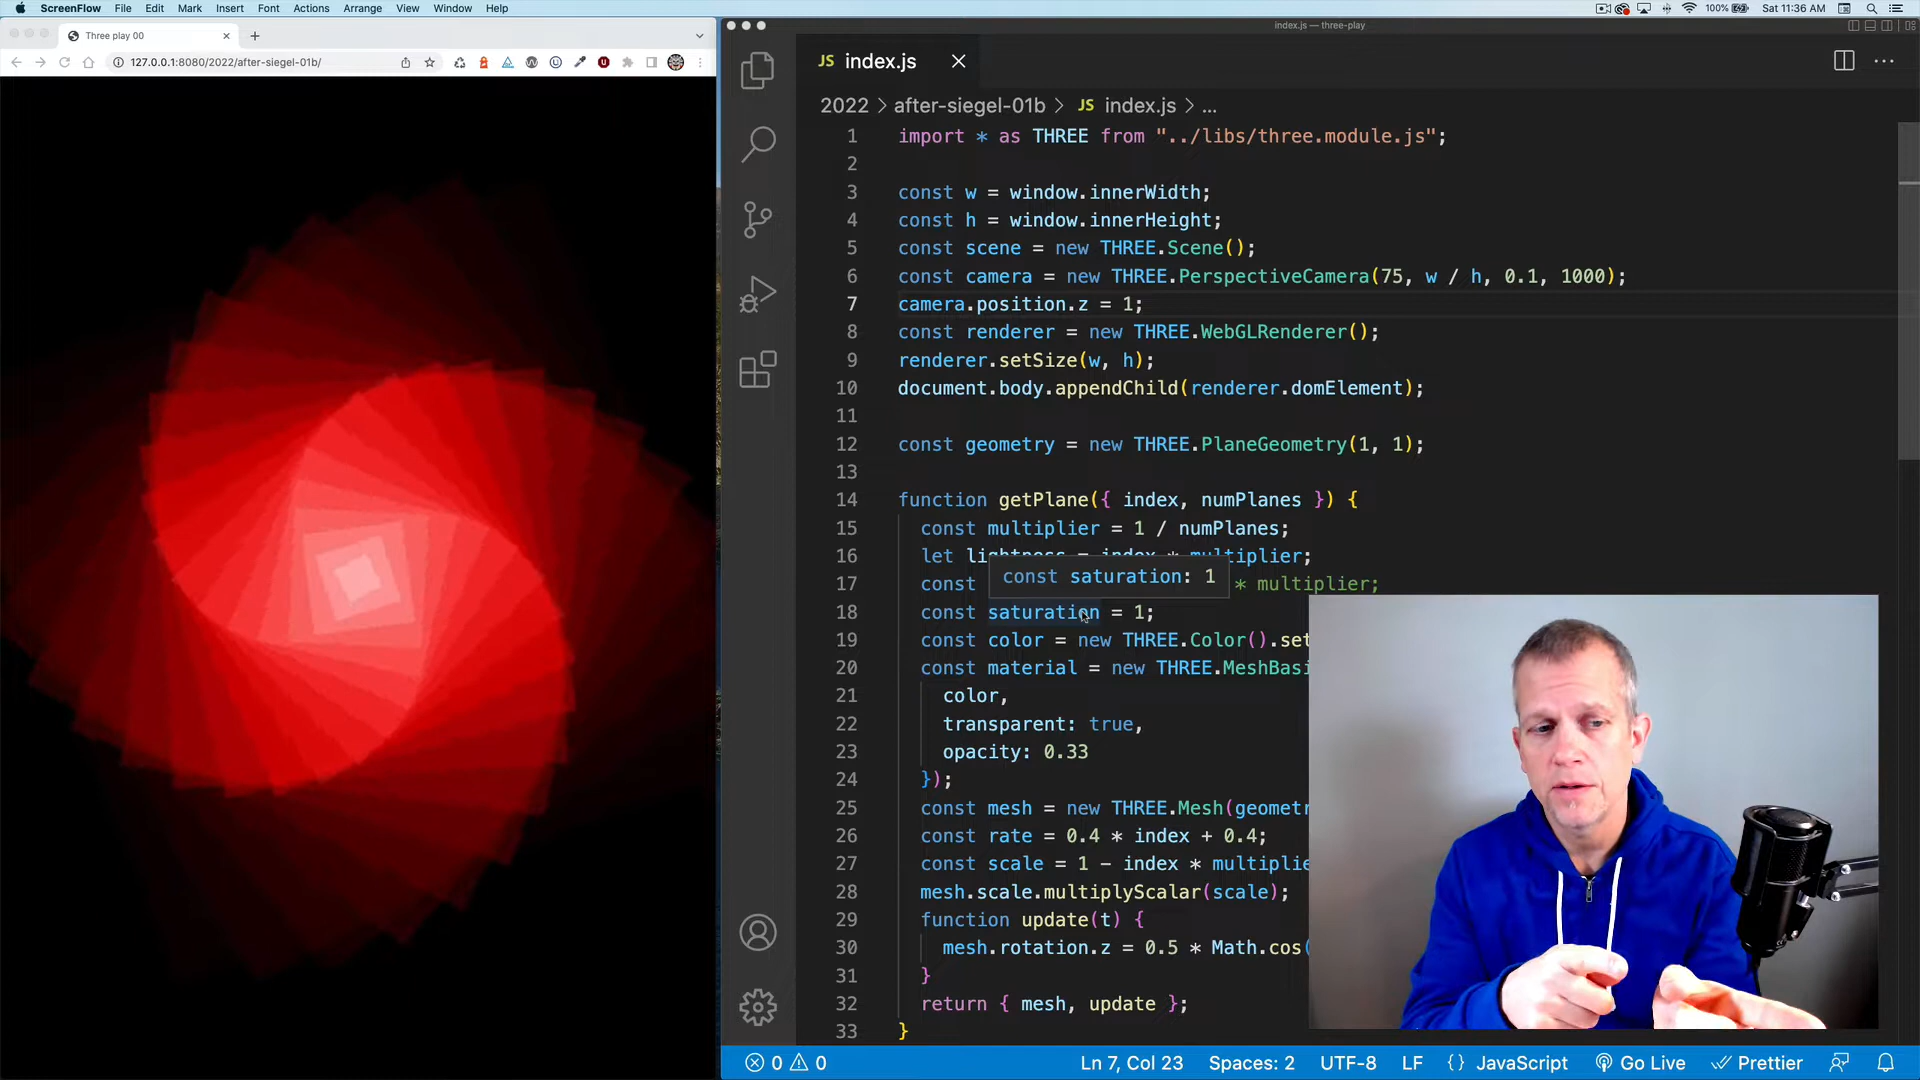 ScreenFlow File Edit Mark Insert Font Actions Arrange View Window Help
100% Sat 11:36 AM
Three play 00
127.0.0.1:8080/2022/after-siegel-01b/
index.js — three-play
JS index.js
2022 > after-siegel-01b > JS index.js > ...
1 import * as THREE from "../libs/three.module.js";
2
3 const w = window.innerWidth;
4 const h = window.innerHeight;
5 const scene = new THREE.Scene();
6 const camera = new THREE.PerspectiveCamera(75, w / h, 0.1, 1000);
7 camera.position.z = 1;
8 const renderer = new THREE.WebGLRenderer();
9 renderer.setSize(w, h);
10 document.body.appendChild(renderer.domElement);
11
12 const geometry = new THREE.PlaneGeometry(1, 1);
13
14 function getPlane({ index, numPlanes }) {
15 const multiplier = 1 / numPlanes;
16 let lightness = index * multiplier;
const saturation: 1
17 const * multiplier;
18 const saturation = 1;
19 const color = new THREE.Color().set
20 const material = new THREE.MeshBasi
21 color,
22 transparent: true,
23 opacity: 0.33
24 });
25 const mesh = new THREE.Mesh(geometr
26 const rate = 0.4 * index + 0.4;
27 const scale = 1 - index * multiplie
28 mesh.scale.multiplyScalar(scale);
29 function update(t) {
30 mesh.rotation.z = 0.5 * Math.cos(
31 }
32 return { mesh, update };
33 }
0 0 Ln 7, Col 23 Spaces: 2 UTF-8 LF {} JavaScript Go Live Prettier